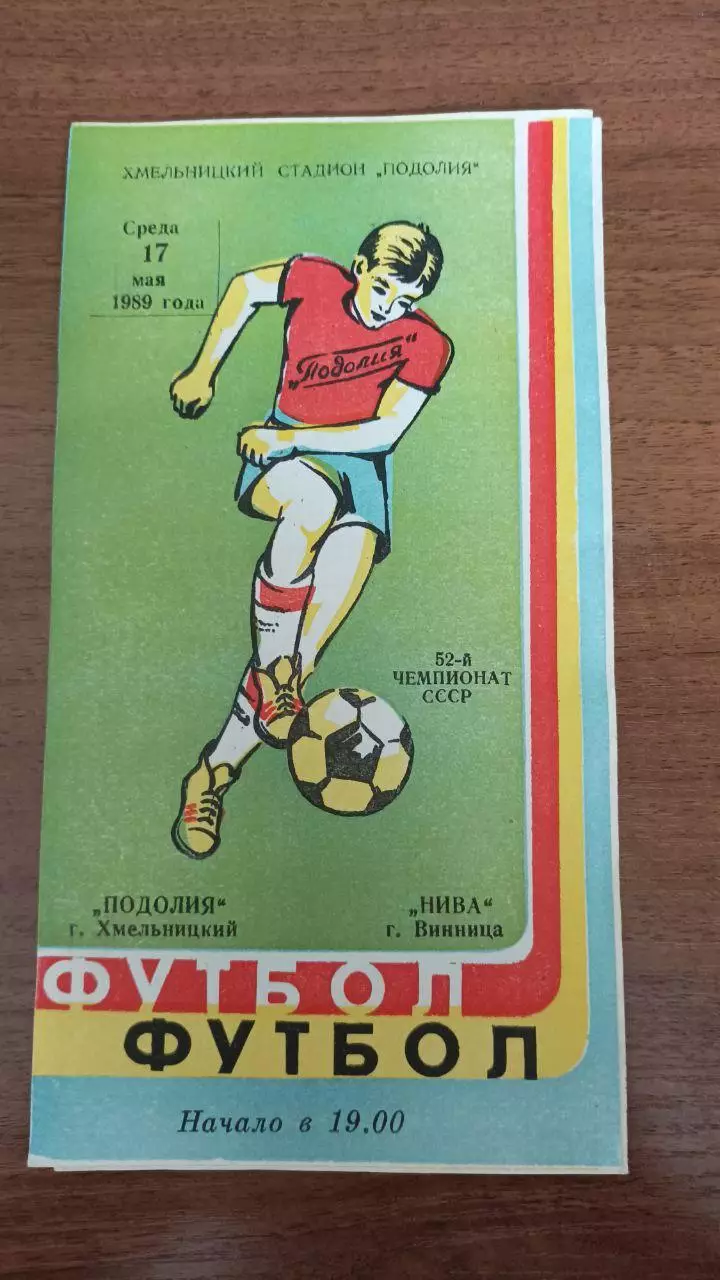 ХМЕЛЬНИЦКИЙ СТАДИОН „ПОДОЛИЯ“
Среда
17
мая
1989 года
„Подолия“
52-й
ЧЕМПИОНАТ
СССР
„ПОДОЛИЯ“
г. Хмельницкий
„НИВА“
г. Винница
ФУТБОЛ
ФУТБОЛ
Начало в 19.00